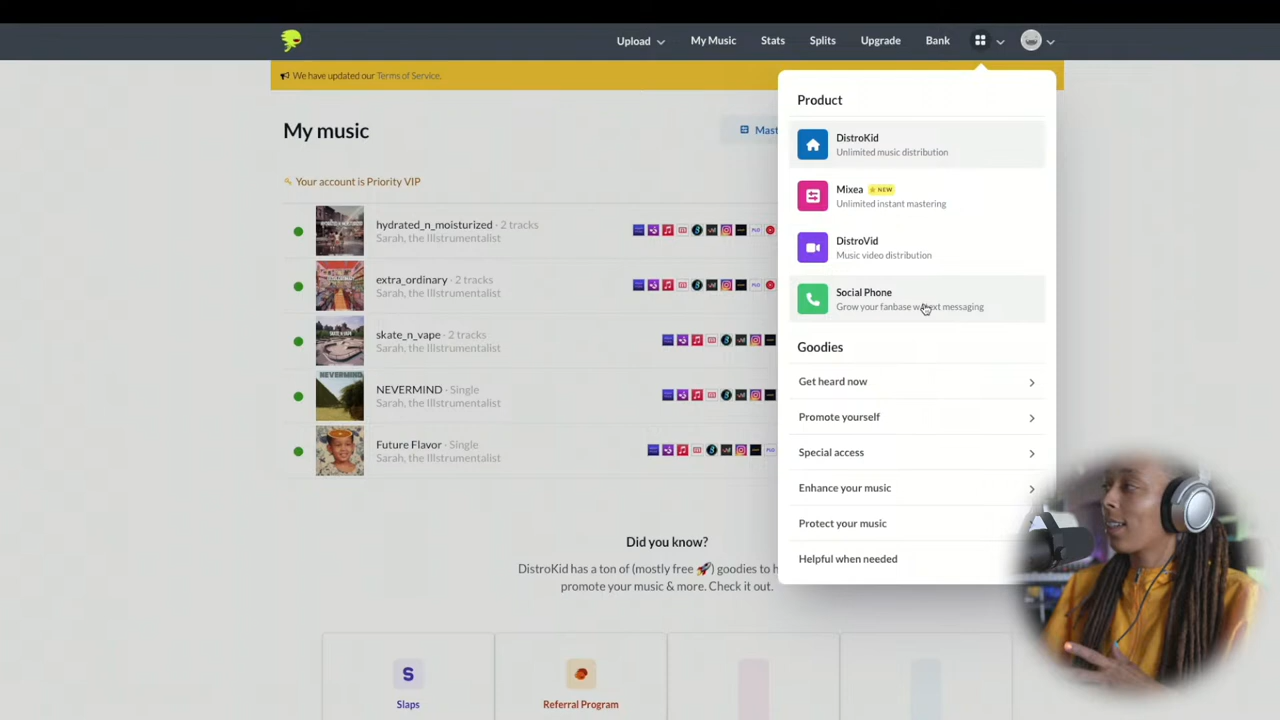 Upload
My Music
Stats
Splits
Upgrade
Bank
We have updated our Terms of Service.
My music
Mast
Your account is Priority VIP
hydrated_n_moisturized · 2 tracks
Sarah, the Illstrumentalist
extra_ordinary · 2 tracks
Sarah, the Illstrumentalist
skate_n_vape · 2 tracks
Sarah, the Illstrumentalist
NEVERMIND · Single
Sarah, the Illstrumentalist
Future Flavor · Single
Sarah, the Illstrumentalist
Did you know?
DistroKid has a ton of (mostly free 🚀) goodies to h
promote your music & more. Check it out.
S
Slaps
Referral Program
Product
DistroKid
Unlimited music distribution
Mixea NEW
Unlimited instant mastering
DistroVid
Music video distribution
Social Phone
Grow your fanbase messaging
Goodies
Get heard now
Promote yourself
Special access
Enhance your music
Protect your music
Helpful when needed